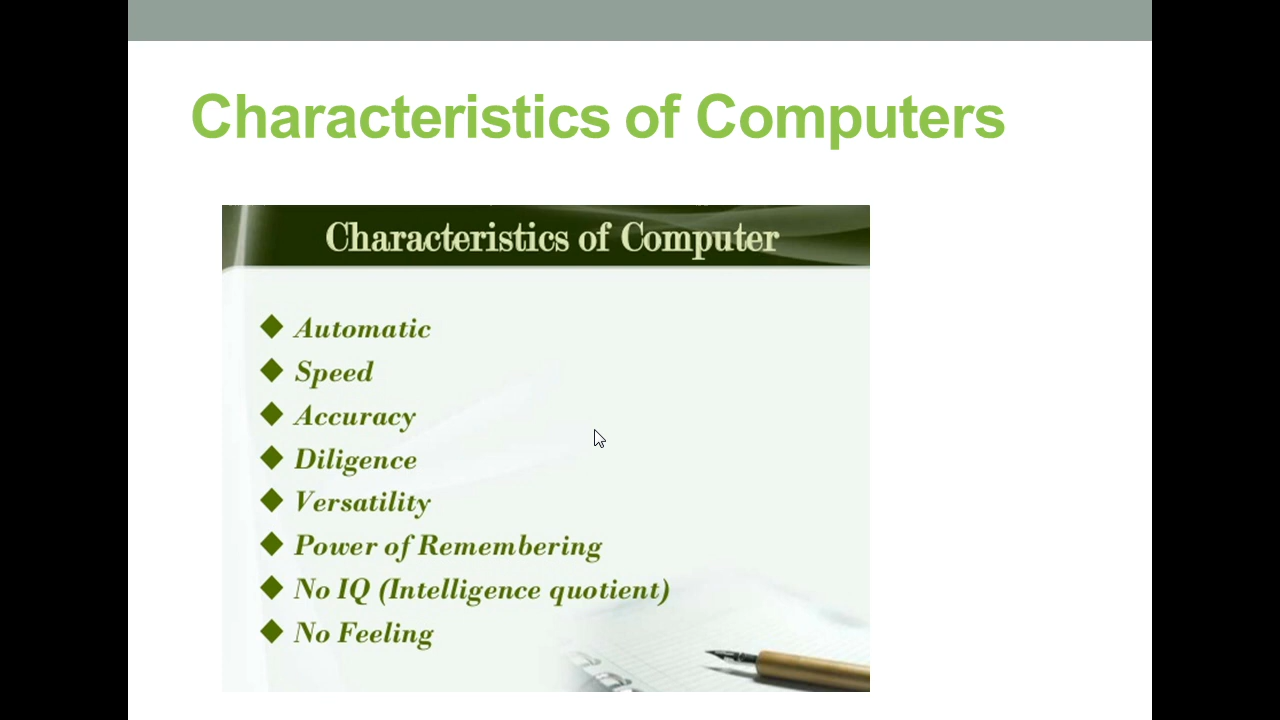 Characteristics of Computers
Characteristics of Computer
Automatic
Speed
Accuracy
Diligence
Versatility
Power of Remembering
No IQ (Intelligence quotient)
No Feeling